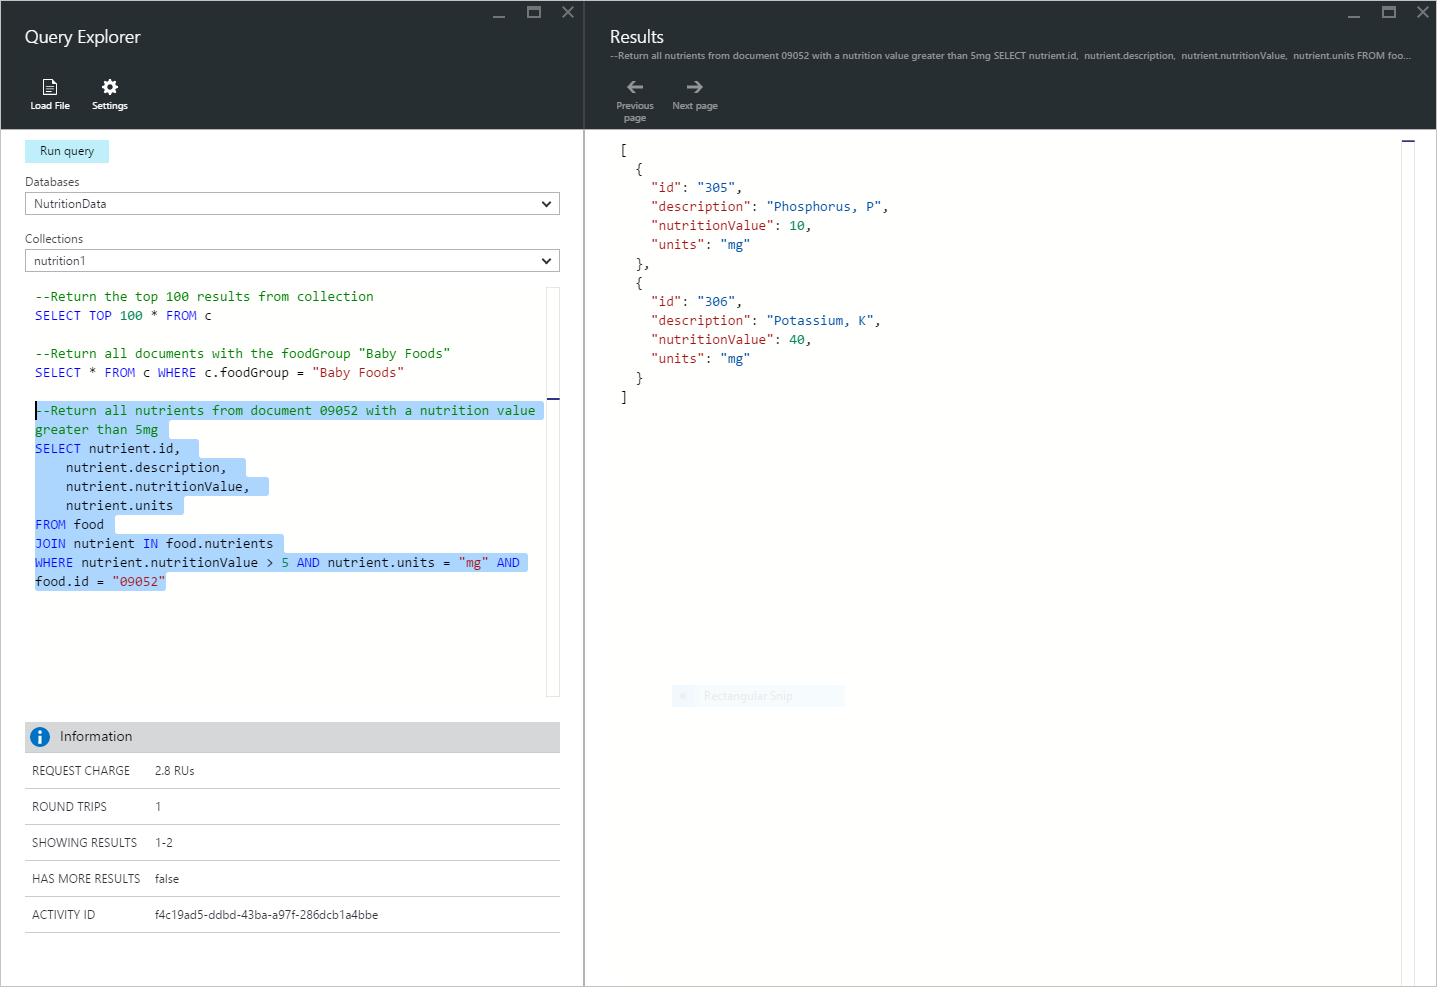 Query Explorer
Load File
Settings
Run query
Databases
NutritionData
Collections
nutrition1
--Return the top 100 results from collection
SELECT TOP 100 * FROM c
--Return all documents with the foodGroup "Baby Foods"
SELECT * FROM c WHERE c.foodGroup = "Baby Foods"
--Return all nutrients from document 09052 with a nutrition value
greater than 5mg
SELECT nutrient.id,
nutrient.description,
nutrient.nutritionValue,
nutrient.units
FROM food
JOIN nutrient IN food.nutrients
WHERE nutrient.nutritionValue > 5 AND nutrient.units = "mg" AND
food.id = "09052"
Information
REQUEST CHARGE 2.8 RUs
ROUND TRIPS 1
SHOWING RESULTS 1-2
HAS MORE RESULTS false
ACTIVITY ID f4c19ad5-ddbd-43ba-a97f-286dcb1a4bbe
Results
--Return all nutrients from document 09052 with a nutrition value greater than 5mg SELECT nutrient.id, nutrient.description, nutrient.nutritionValue, nutrient.units FROM foo...
Previous
page
Next page
[
{
"id": "305",
"description": "Phosphorus, P",
"nutritionValue": 10,
"units": "mg"
},
{
"id": "306",
"description": "Potassium, K",
"nutritionValue": 40,
"units": "mg"
}
]
Rectangular Snip